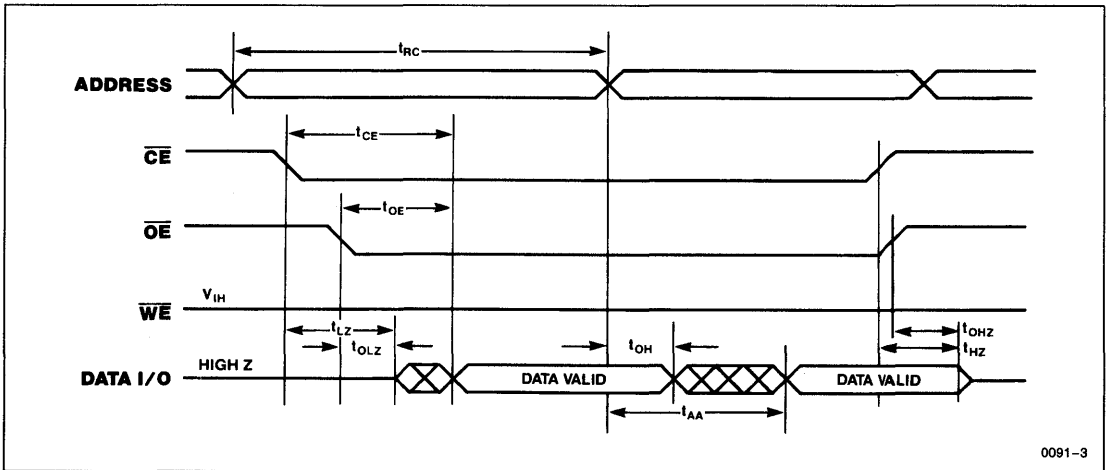 tRC
ADDRESS
tCE
CE
tOE
OE
VIH
WE
tLZ
tOHZ
tOLZ
tOH
tHZ
HIGH Z
DATA I/O
DATA VALID
DATA VALID
tAA
0091-3